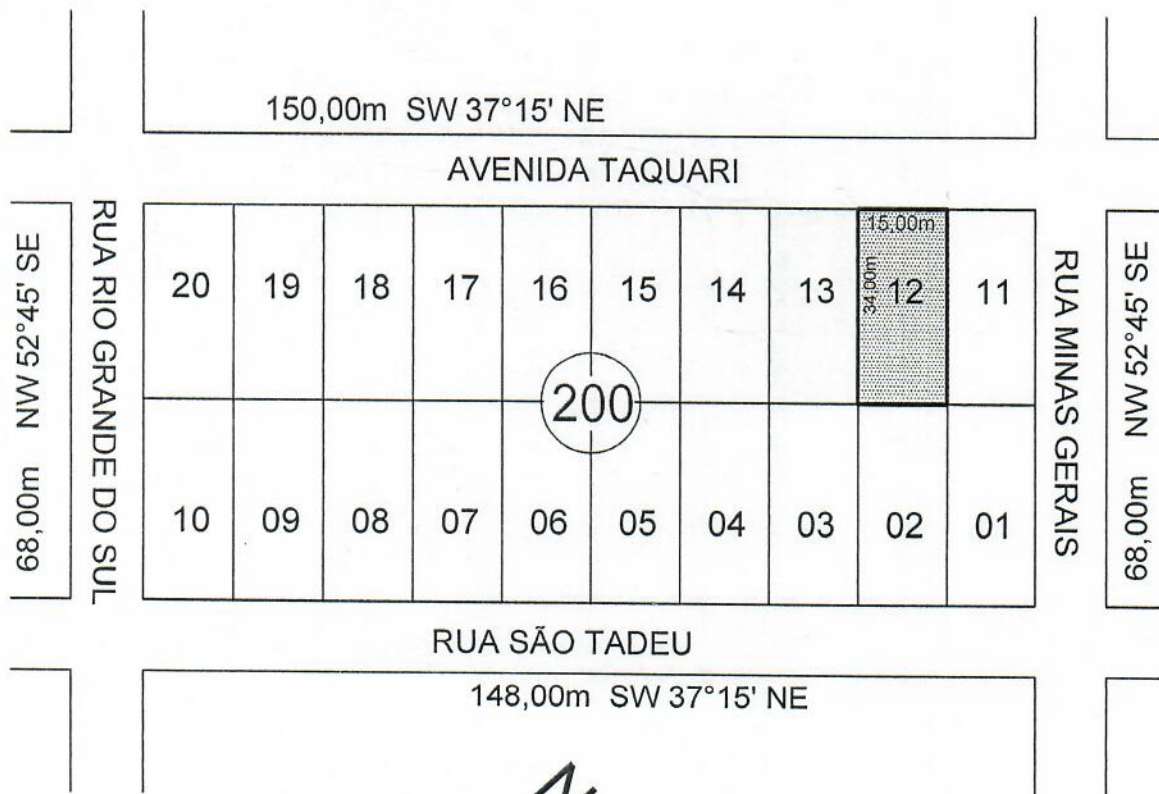 150,00m SW 37°15' NE
AVENIDA TAQUARI
68,00m NW 52°45' SE
RUA RIO GRANDE DO SUL
20 19 18 17 16 15 14 13 12 11
15,00m
34,00m
200
10 09 08 07 06 05 04 03 02 01
RUA MINAS GERAIS
68,00m NW 52°45' SE
RUA SÃO TADEU
148,00m SW 37°15' NE